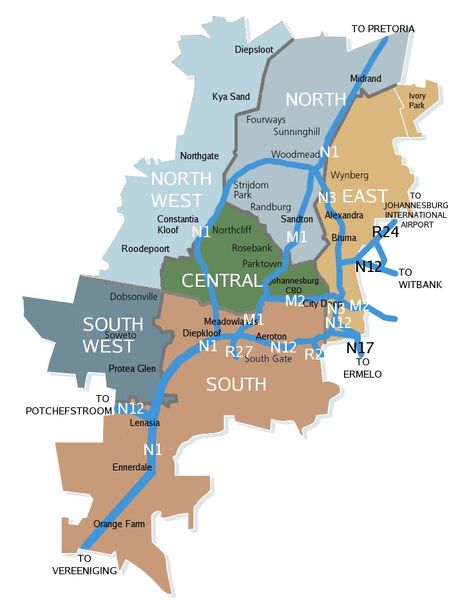 TO PRETORIA
Diepsloot
Midrand
Kya Sand
NORTH
Ivory
Park
Fourways
Sunninghill
Northgate
Woodmead
N1
Wynberg
NORTH
WEST
Strijdom
Park
N3
EAST
TO
JOHANNESBURG
INTERNATIONAL
AIRPORT
Randburg
Constantia
Kloof
Sandton
Alexandra
N1
Northcliff
M1
Bruma
R24
Roodepoort
Rosebank
Parktown
N12
TO
WITBANK
CENTRAL
Johannesburg
CBD
Dobsonville
M2
City Deep
N3
M2
SOUTH
WEST
Soweto
Meadowlands
M1
N12
Diepkloof
N1
Aeroton
N12
R27
South Gate
R2
N17
TO
ERMELO
Protea Glen
SOUTH
TO
POTCHEFSTROOM
N12
Lenasia
N1
Ennerdale
Orange Farm
TO
VEREENIGING